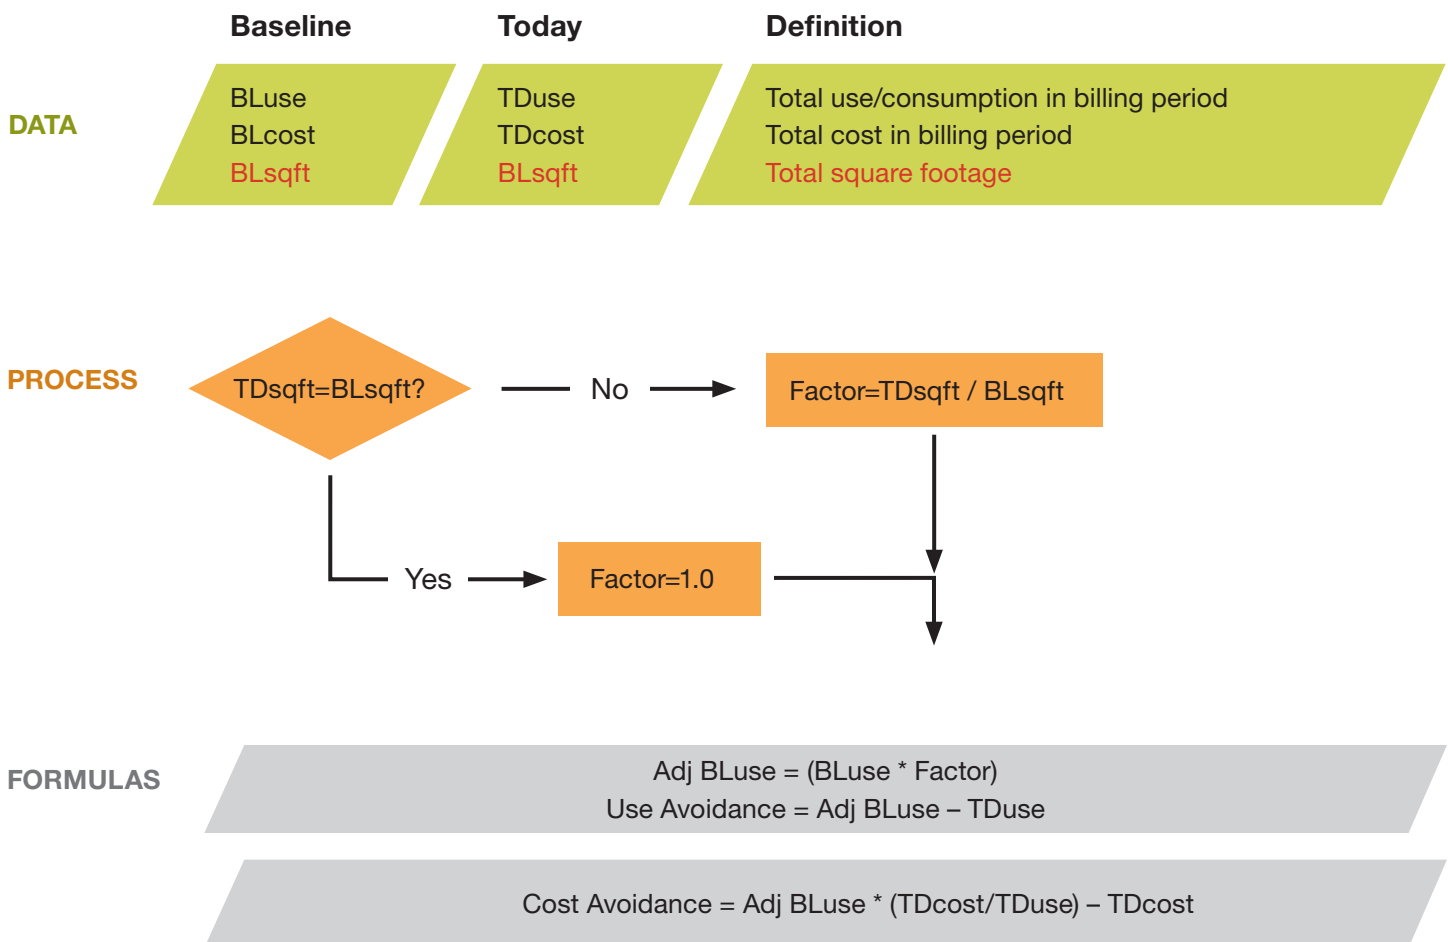 Baseline Today Definition
DATA
BLuse TDuse Total use/consumption in billing period
BLcost TDcost Total cost in billing period
BLsqft BLsqft Total square footage
PROCESS
TDsqft=BLsqft? No Factor=TDsqft / BLsqft
Yes Factor=1.0
FORMULAS
Adj BLuse = (BLuse * Factor)
Use Avoidance = Adj BLuse – TDuse
Cost Avoidance = Adj BLuse * (TDcost/TDuse) – TDcost